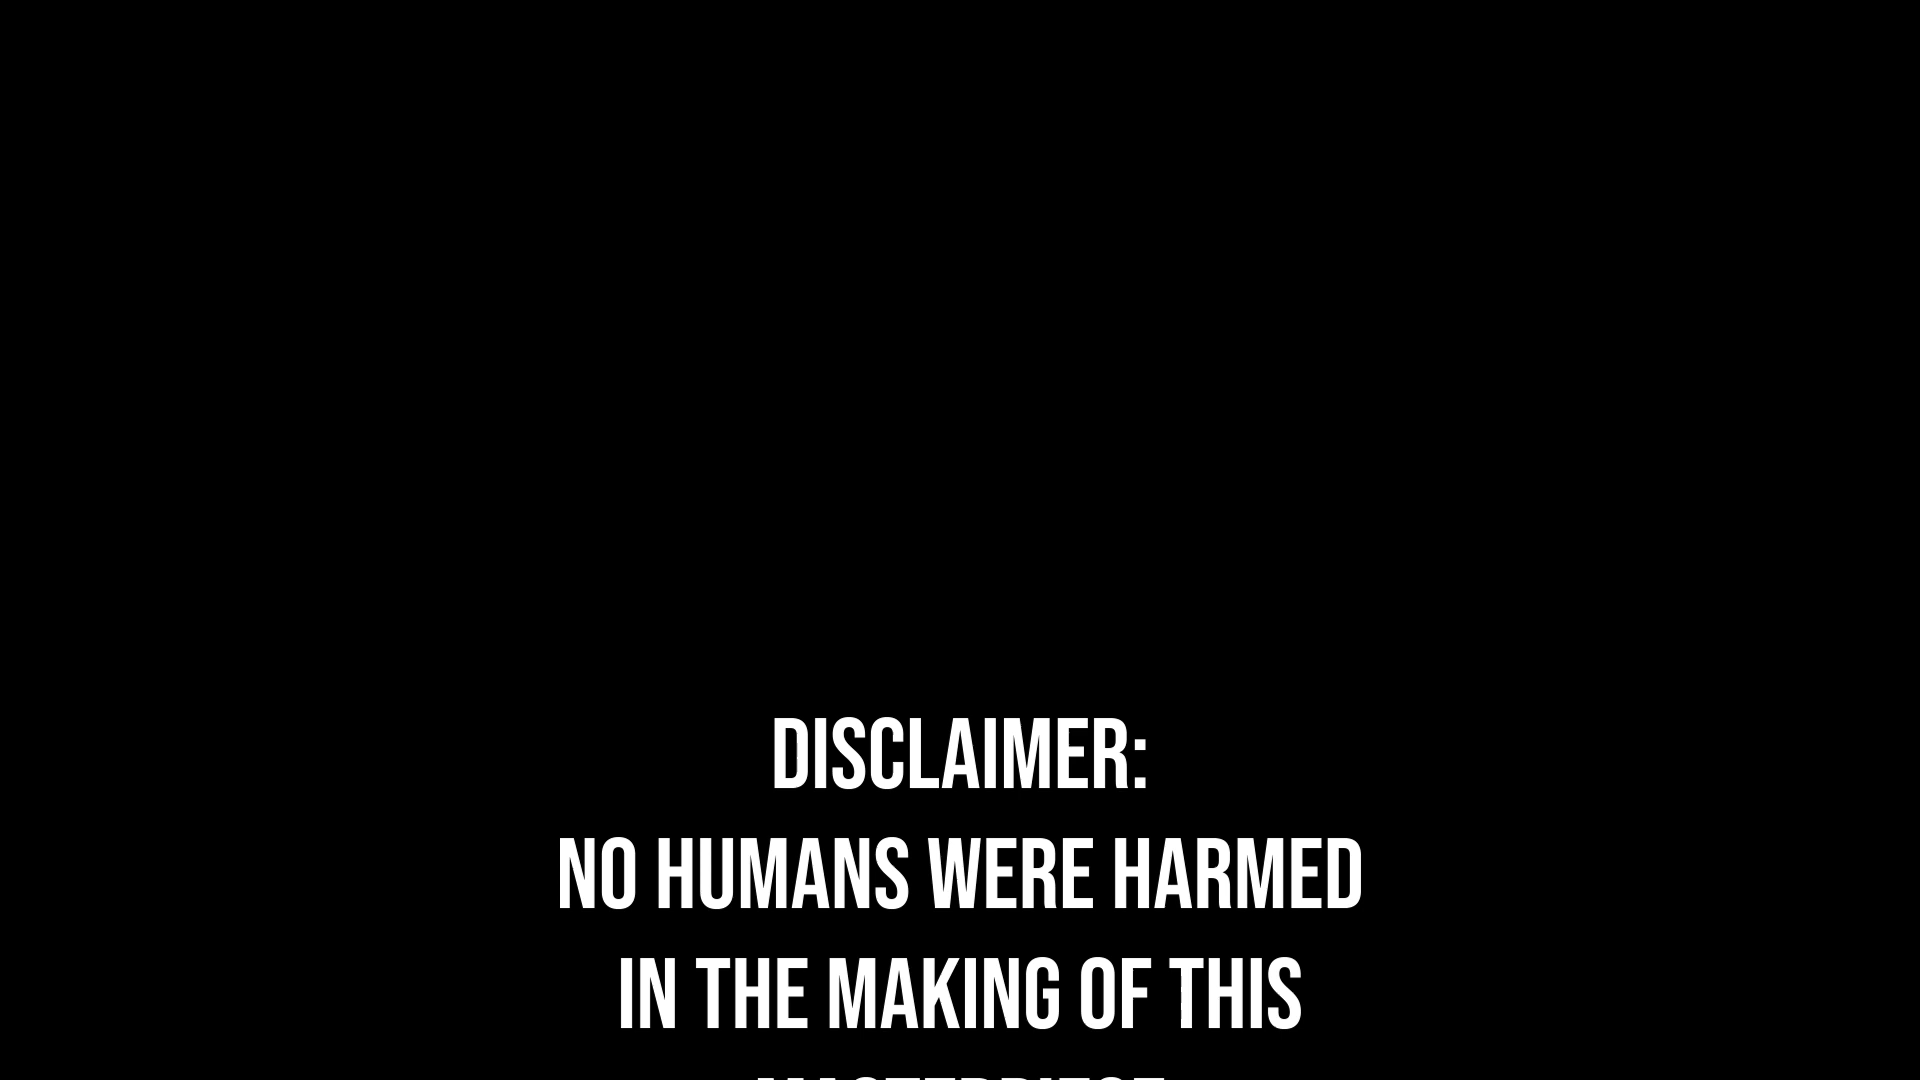 DISCLAIMER:
NO HUMANS WERE HARMED
IN THE MAKING OF THIS